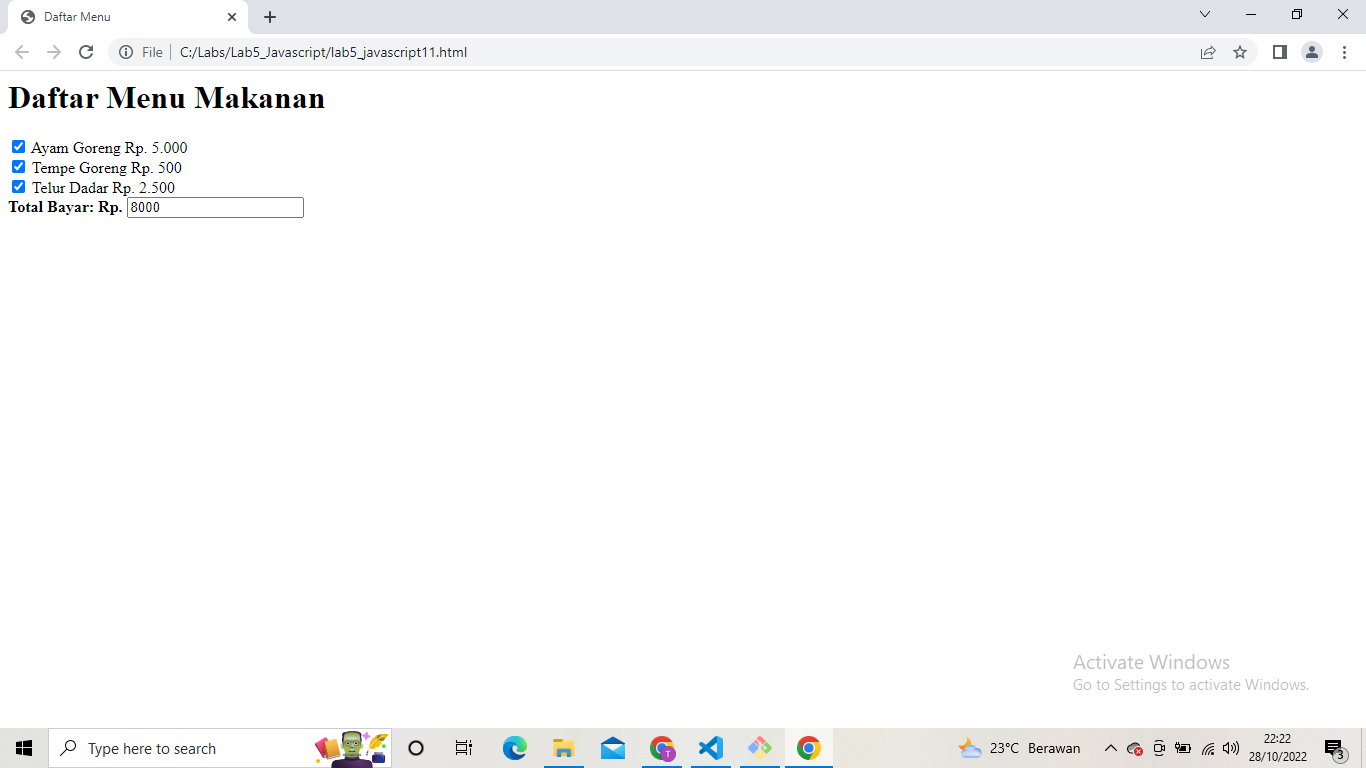 Daftar Menu
File
C:/Labs/Lab5_Javascript/lab5_javascript11.html
Daftar Menu Makanan
Ayam Goreng Rp. 5.000
Tempe Goreng Rp. 500
Telur Dadar Rp. 2.500
Total Bayar: Rp. 8000
Activate Windows
Go to Settings to activate Windows.
Type here to search
T
23°C Berawan
22:22
28/10/2022
3